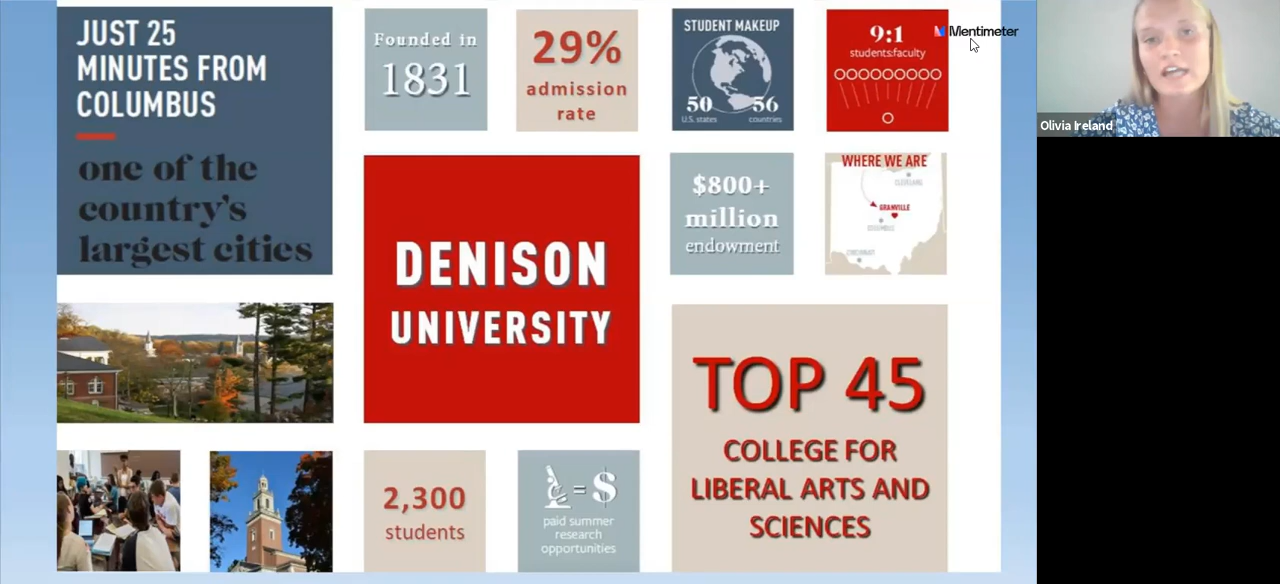 JUST 25
MINUTES FROM
COLUMBUS
one of the
country's
largest cities
Founded in
1831
29%
admission
rate
STUDENT MAKEUP
50
U.S. states
56
countries
9:1
students:faculty
Mentimeter
Olivia Ireland
DENISON
UNIVERSITY
$800+
million
endowment
WHERE WE ARE
CLEVELAND
GRANVILLE
COLUMBUS
CINCINNATI
TOP 45
COLLEGE FOR
LIBERAL ARTS AND
SCIENCES
2,300
students
= $
paid summer
research
opportunities